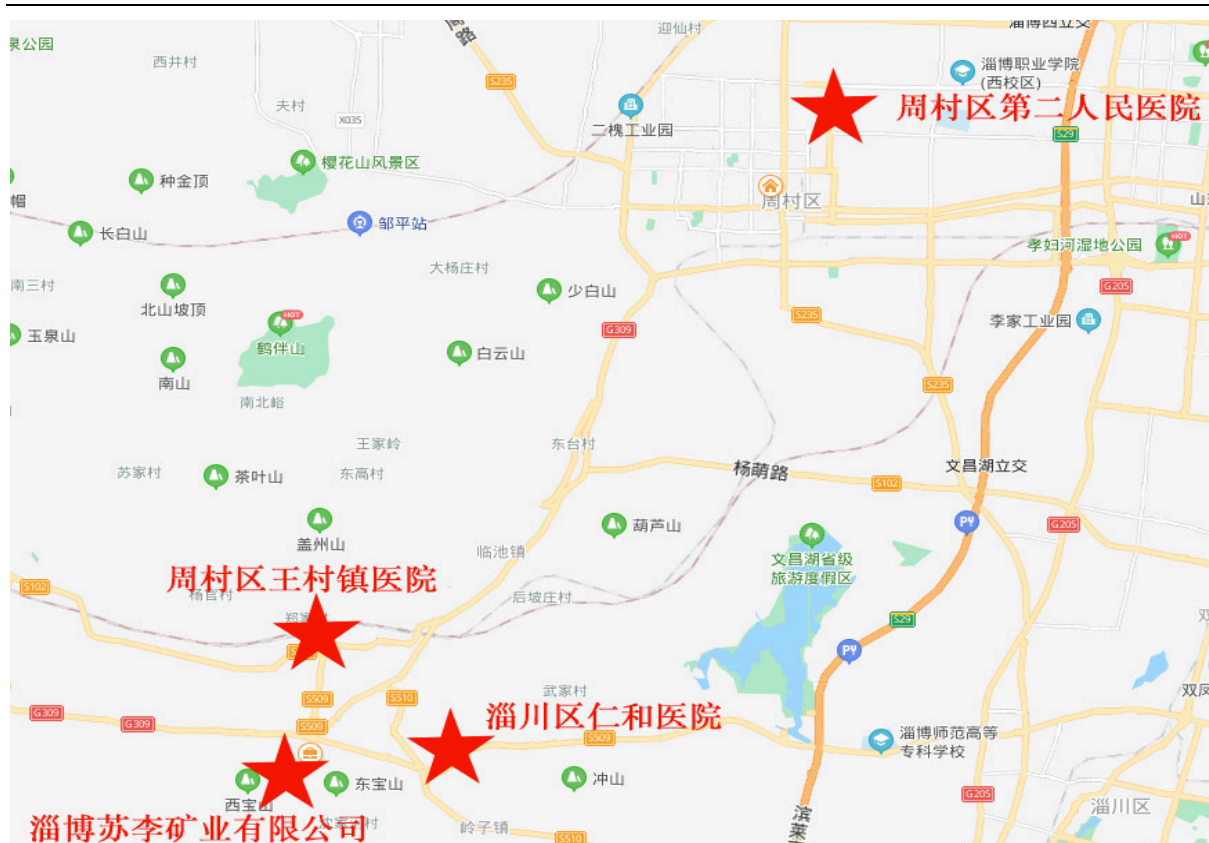 泉公园
迎仙村
淄博西立交
西井村
S235
淄博职业学院
(西校区)
周村区第二人民医院
夫村
X035
二槐工业园
S29
樱花山风景区
种金顶
帽
周村区
长白山
邹平站
孝妇河湿地公园
HOT
大杨庄村
南三村
北山坡顶
少白山
G205
HOT
鹤伴山
玉泉山
G309
S235
李家工业园
白云山
南山
S235
南北峪
王家岭
东台村
苏家村
茶叶山
东高村
杨萌路
S102
文昌湖立交
盖州山
葫芦山
G205
临池镇
文昌湖省级
旅游度假区
周村区王村镇医院
S102
杨官村
后坡庄村
S29
武家村
S510
双凤
G309
G309
S509
淄川区仁和医院
S509
淄博师范高等
专科学校
西宝山
东宝山
冲山
G205
淄川区
淄博苏李矿业有限公司
岭子镇
S510
滨莱